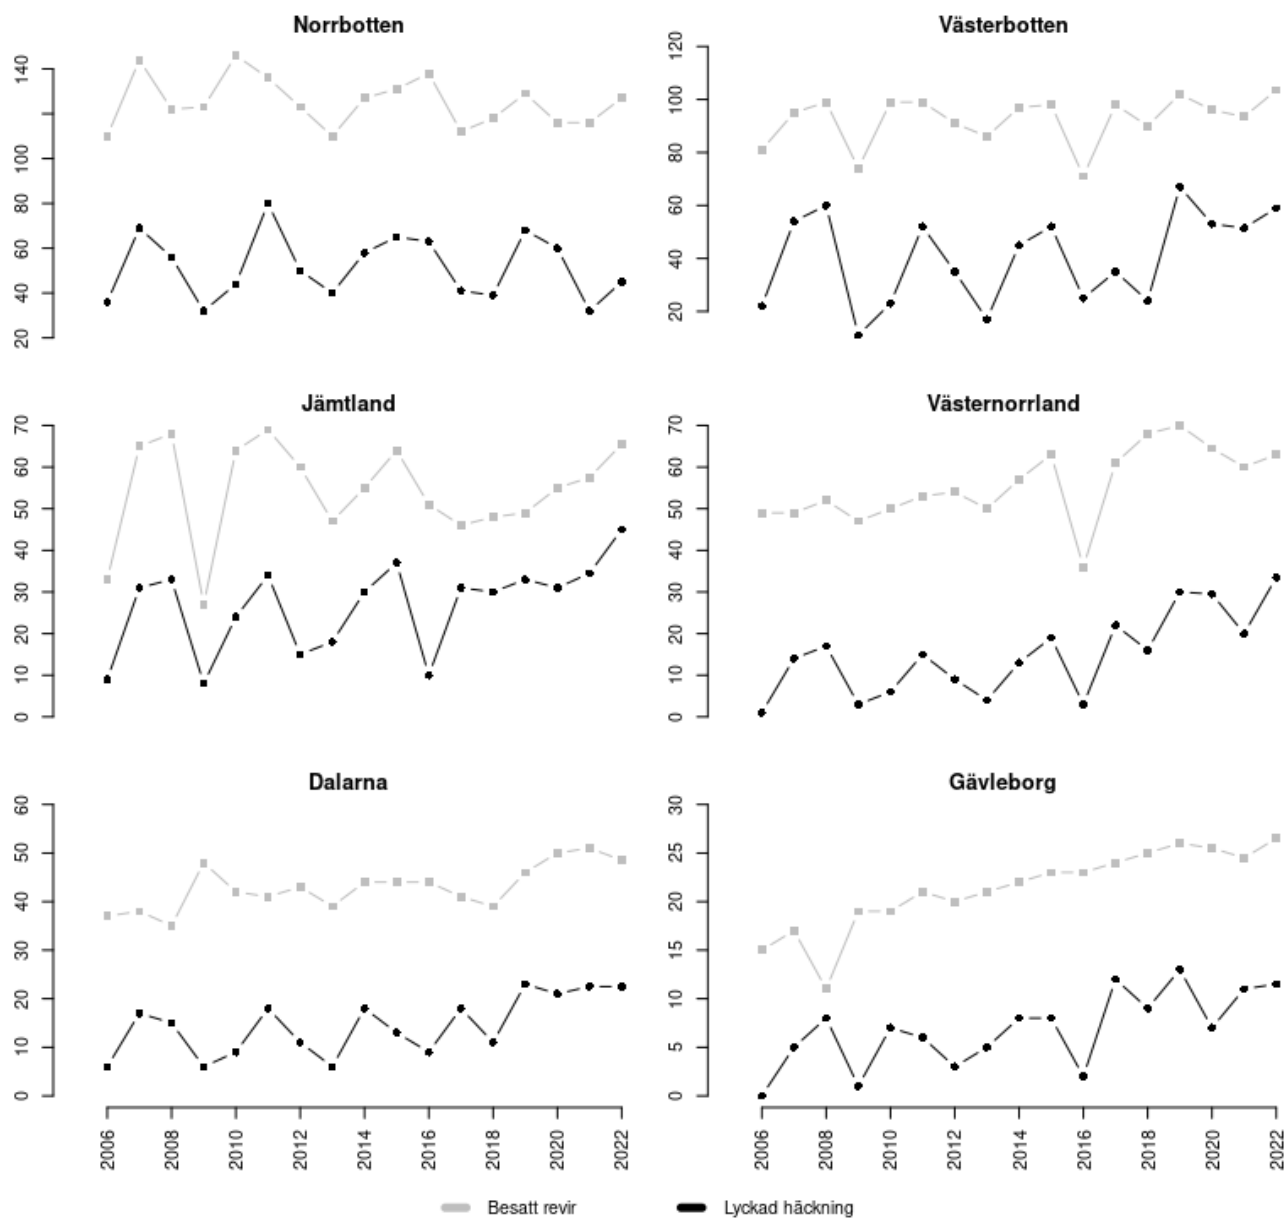 Norrbotten
20 40 60 80 100 140
Västerbotten
20 40 60 80 100 120
Jämtland
0 10 20 30 40 50 60 70
Västernorrland
0 10 20 30 40 50 60 70
Dalarna
0 10 20 30 40 50 60
2006 2008 2010 2012 2014 2016 2018 2020 2022
Gävleborg
0 5 10 15 20 25 30
2006 2008 2010 2012 2014 2016 2018 2020 2022
Besatt revir
Lyckad häckning